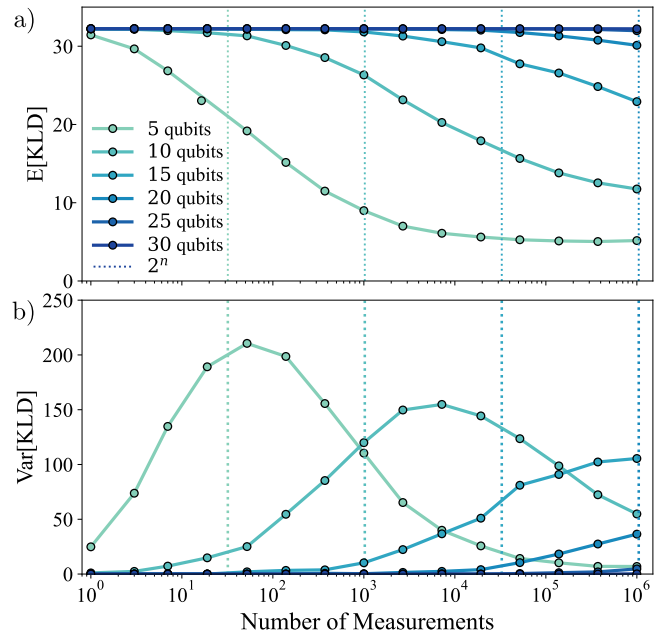 a)
30
20
10
0
E[KLD]
5 qubits
10 qubits
15 qubits
20 qubits
25 qubits
30 qubits
2^n
b)
250
200
150
100
50
0
Var[KLD]
10^0
10^1
10^2
10^3
10^4
10^5
10^6
Number of Measurements